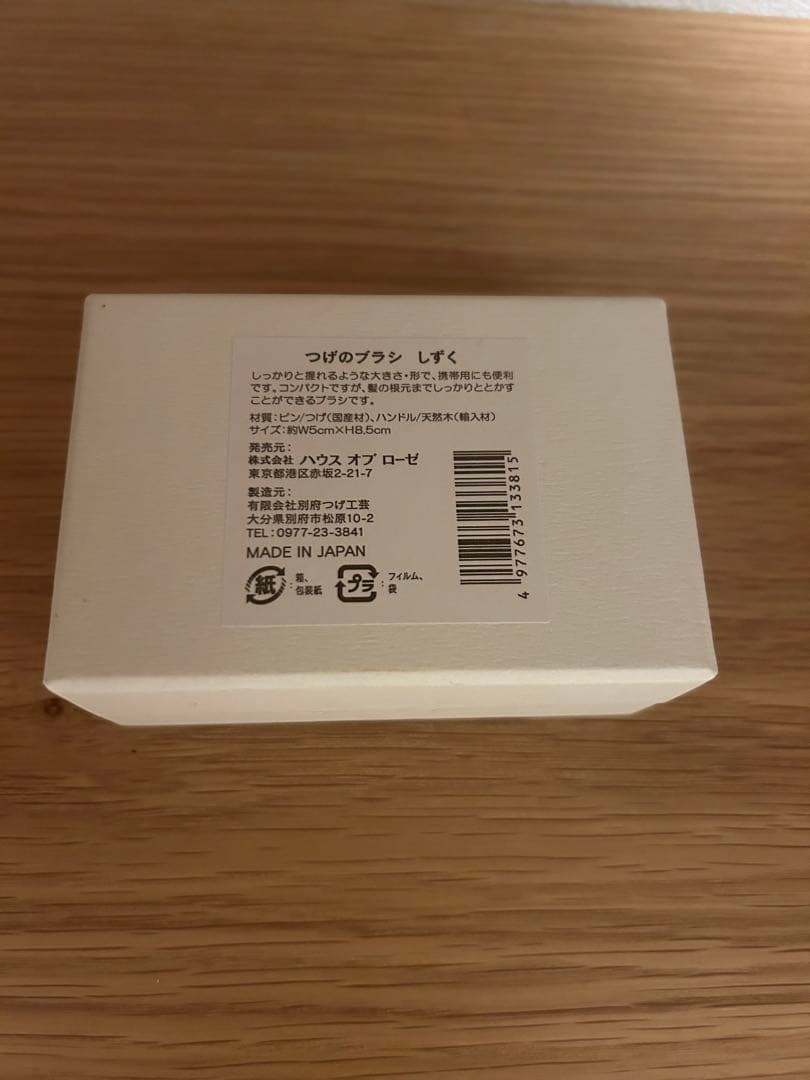 つげのブラシ しずく
しっかりと握れるような大きさ・形で、携帯用にも便利
です。コンパクトですが、髪の根元までしっかりととかす
ことができるブラシです。
材質:ピン/つげ(国産材)、ハンドル/天然木(輸入材)
サイズ:約W5cm×H8.5cm
発売元:
株式会社 ハウス オブ ローゼ
東京都港区赤坂2-21-7
製造元:
有限会社別府つげ工芸
大分県別府市松原10-2
TEL:0977-23-3841
MADE IN JAPAN
紙:箱、
包装紙
プラ:フィルム、
袋
4 977673 133815